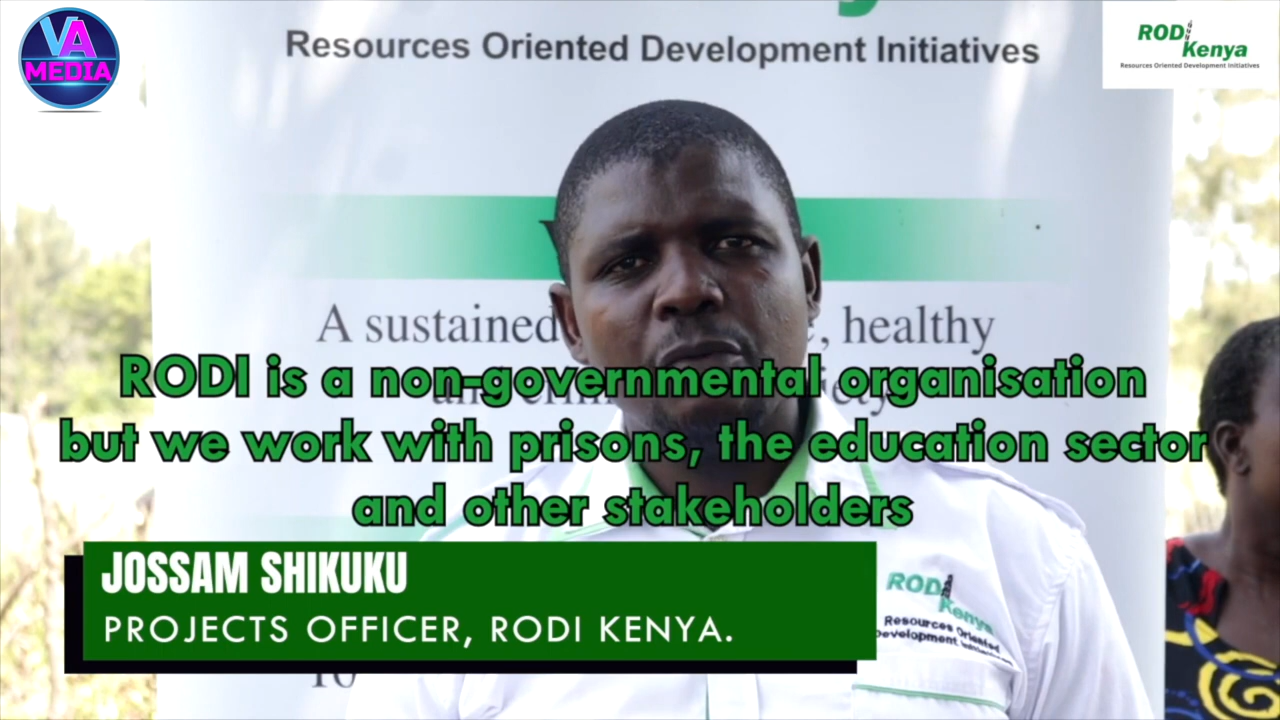 VA
MEDIA
Resources Oriented Development Initiatives
RODI
Kenya
Resources Oriented Development Initiatives
A sustained , healthy
RODI is a non-governmental organisation
but we work with prisons, the education sector
and other stakeholders
JOSSAM SHIKUKU
PROJECTS OFFICER, RODI KENYA.
RODI
Kenya
Resources Oriented
Development Initiatives
To